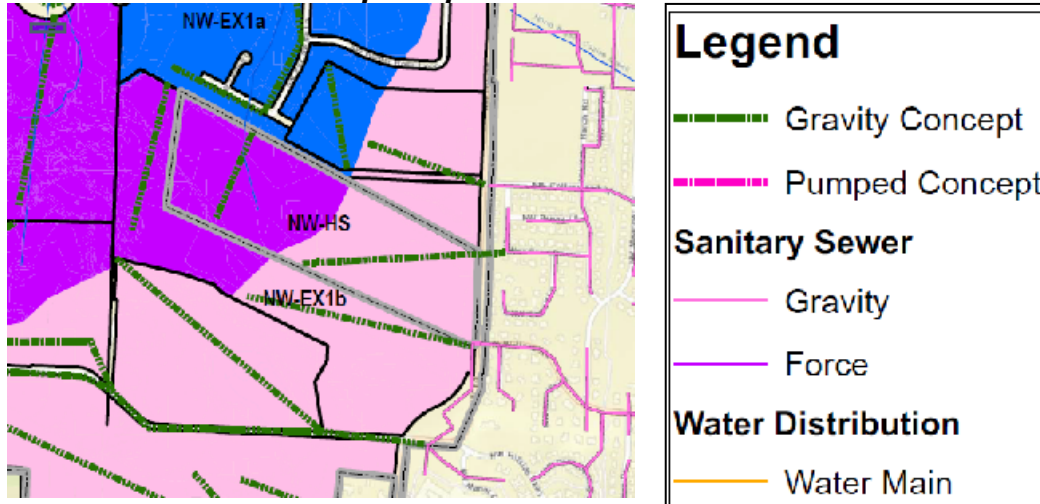 NW-EX1a
NW-HS
NW-EX1b
Legend
Gravity Concept
Pumped Concept
Sanitary Sewer
Gravity
Force
Water Distribution
Water Main